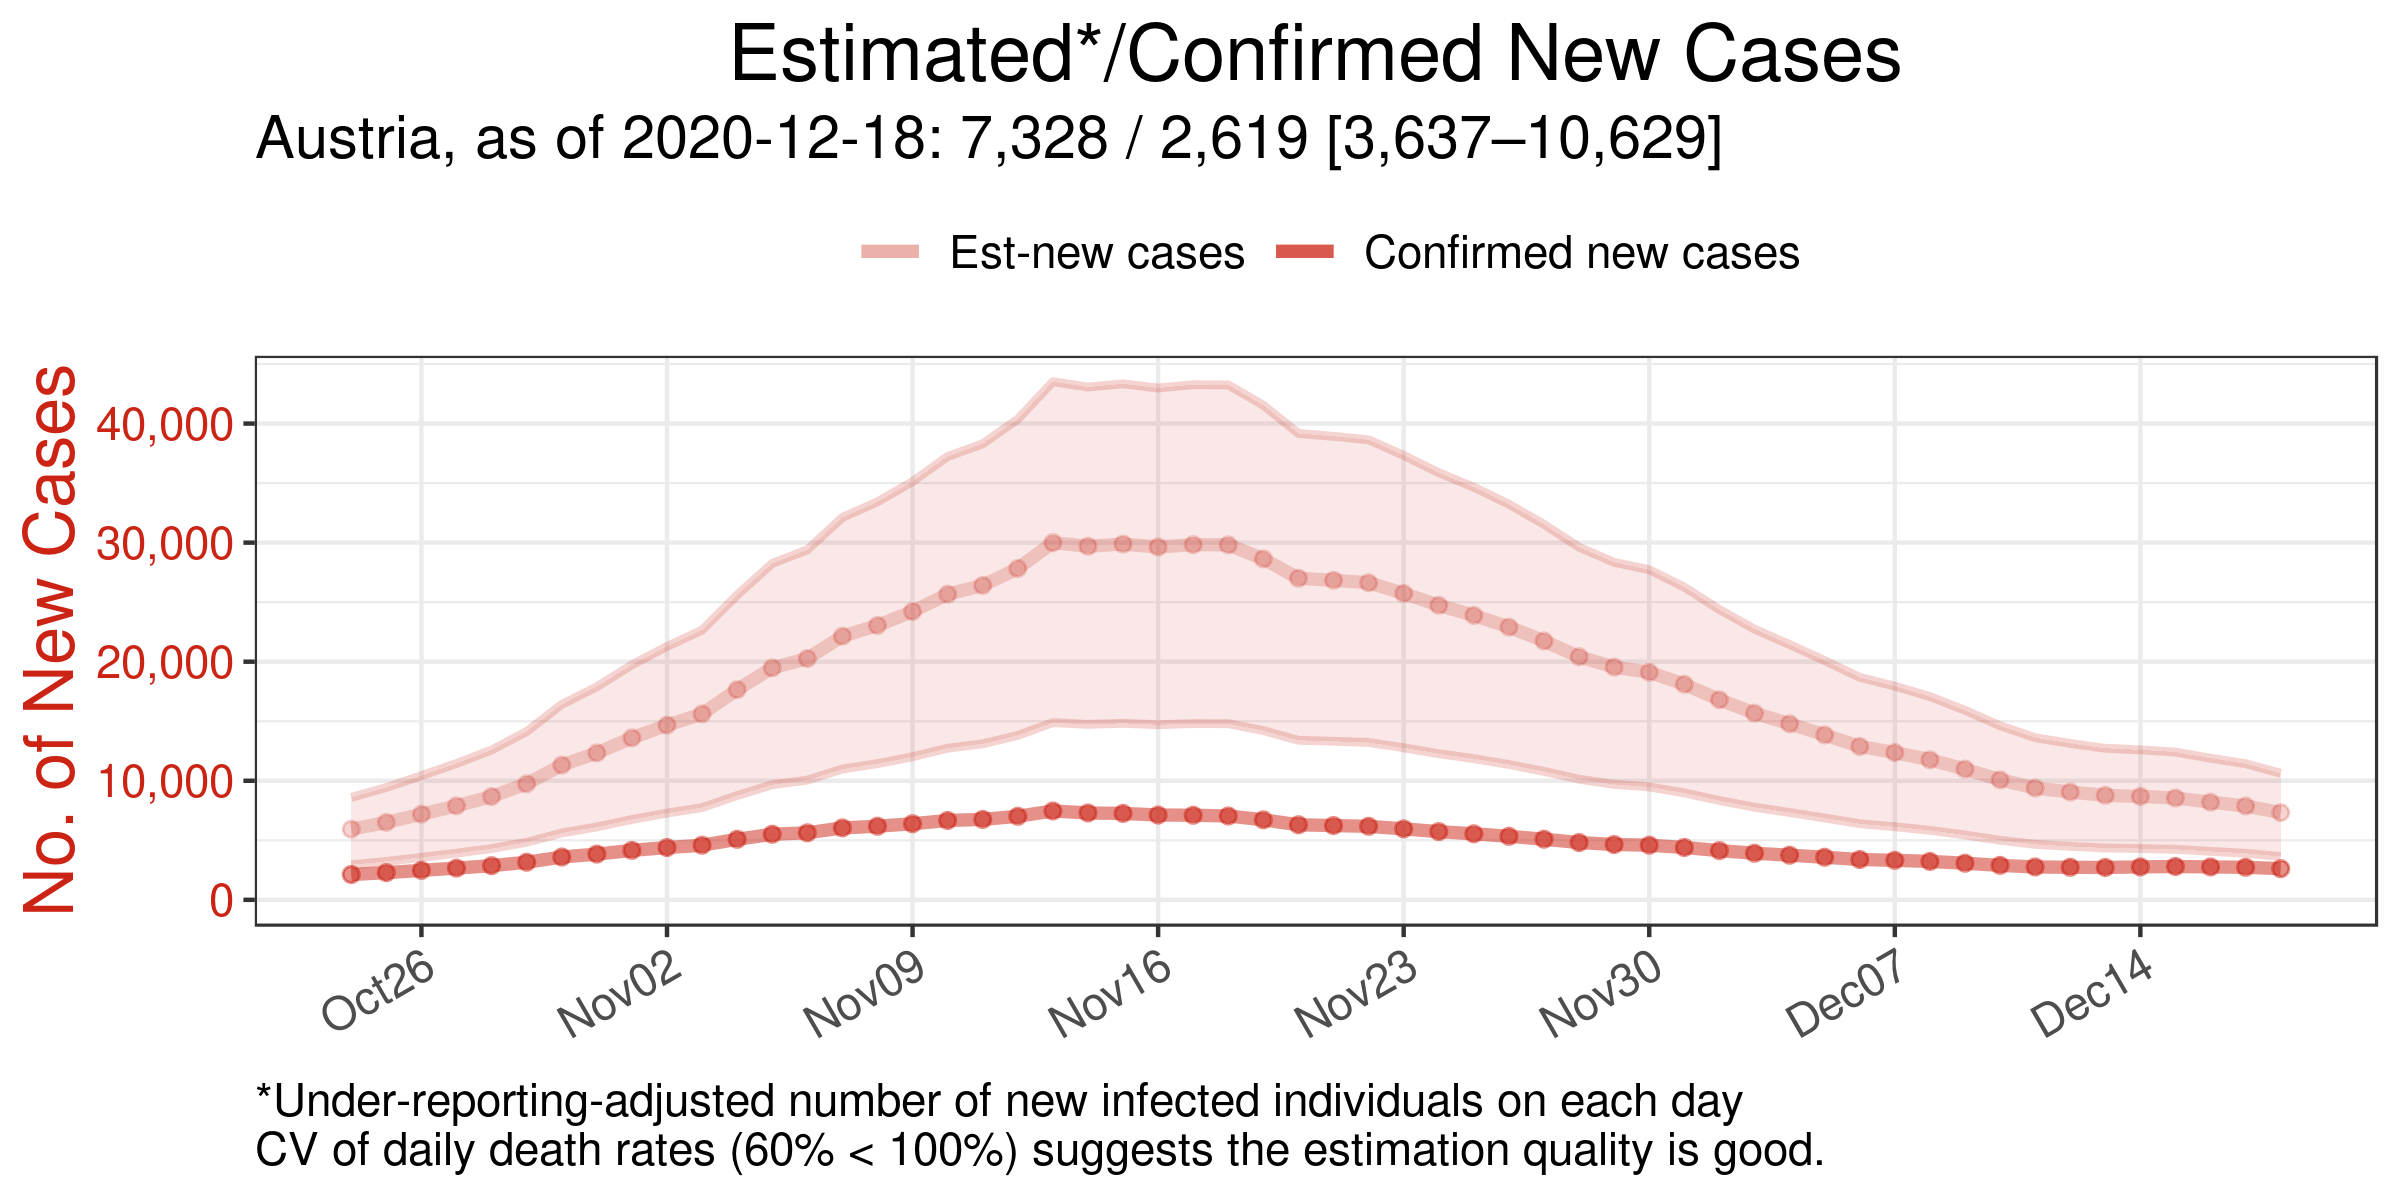 Estimated*/Confirmed New Cases
Austria, as of 2020-12-18: 7,328 / 2,619 [3,637–10,629]
Est-new cases
Confirmed new cases
No. of New Cases
40,000
30,000
20,000
10,000
0
Oct26
Nov02
Nov09
Nov16
Nov23
Nov30
Dec07
Dec14
*Under-reporting-adjusted number of new infected individuals on each day
CV of daily death rates (60% < 100%) suggests the estimation quality is good.